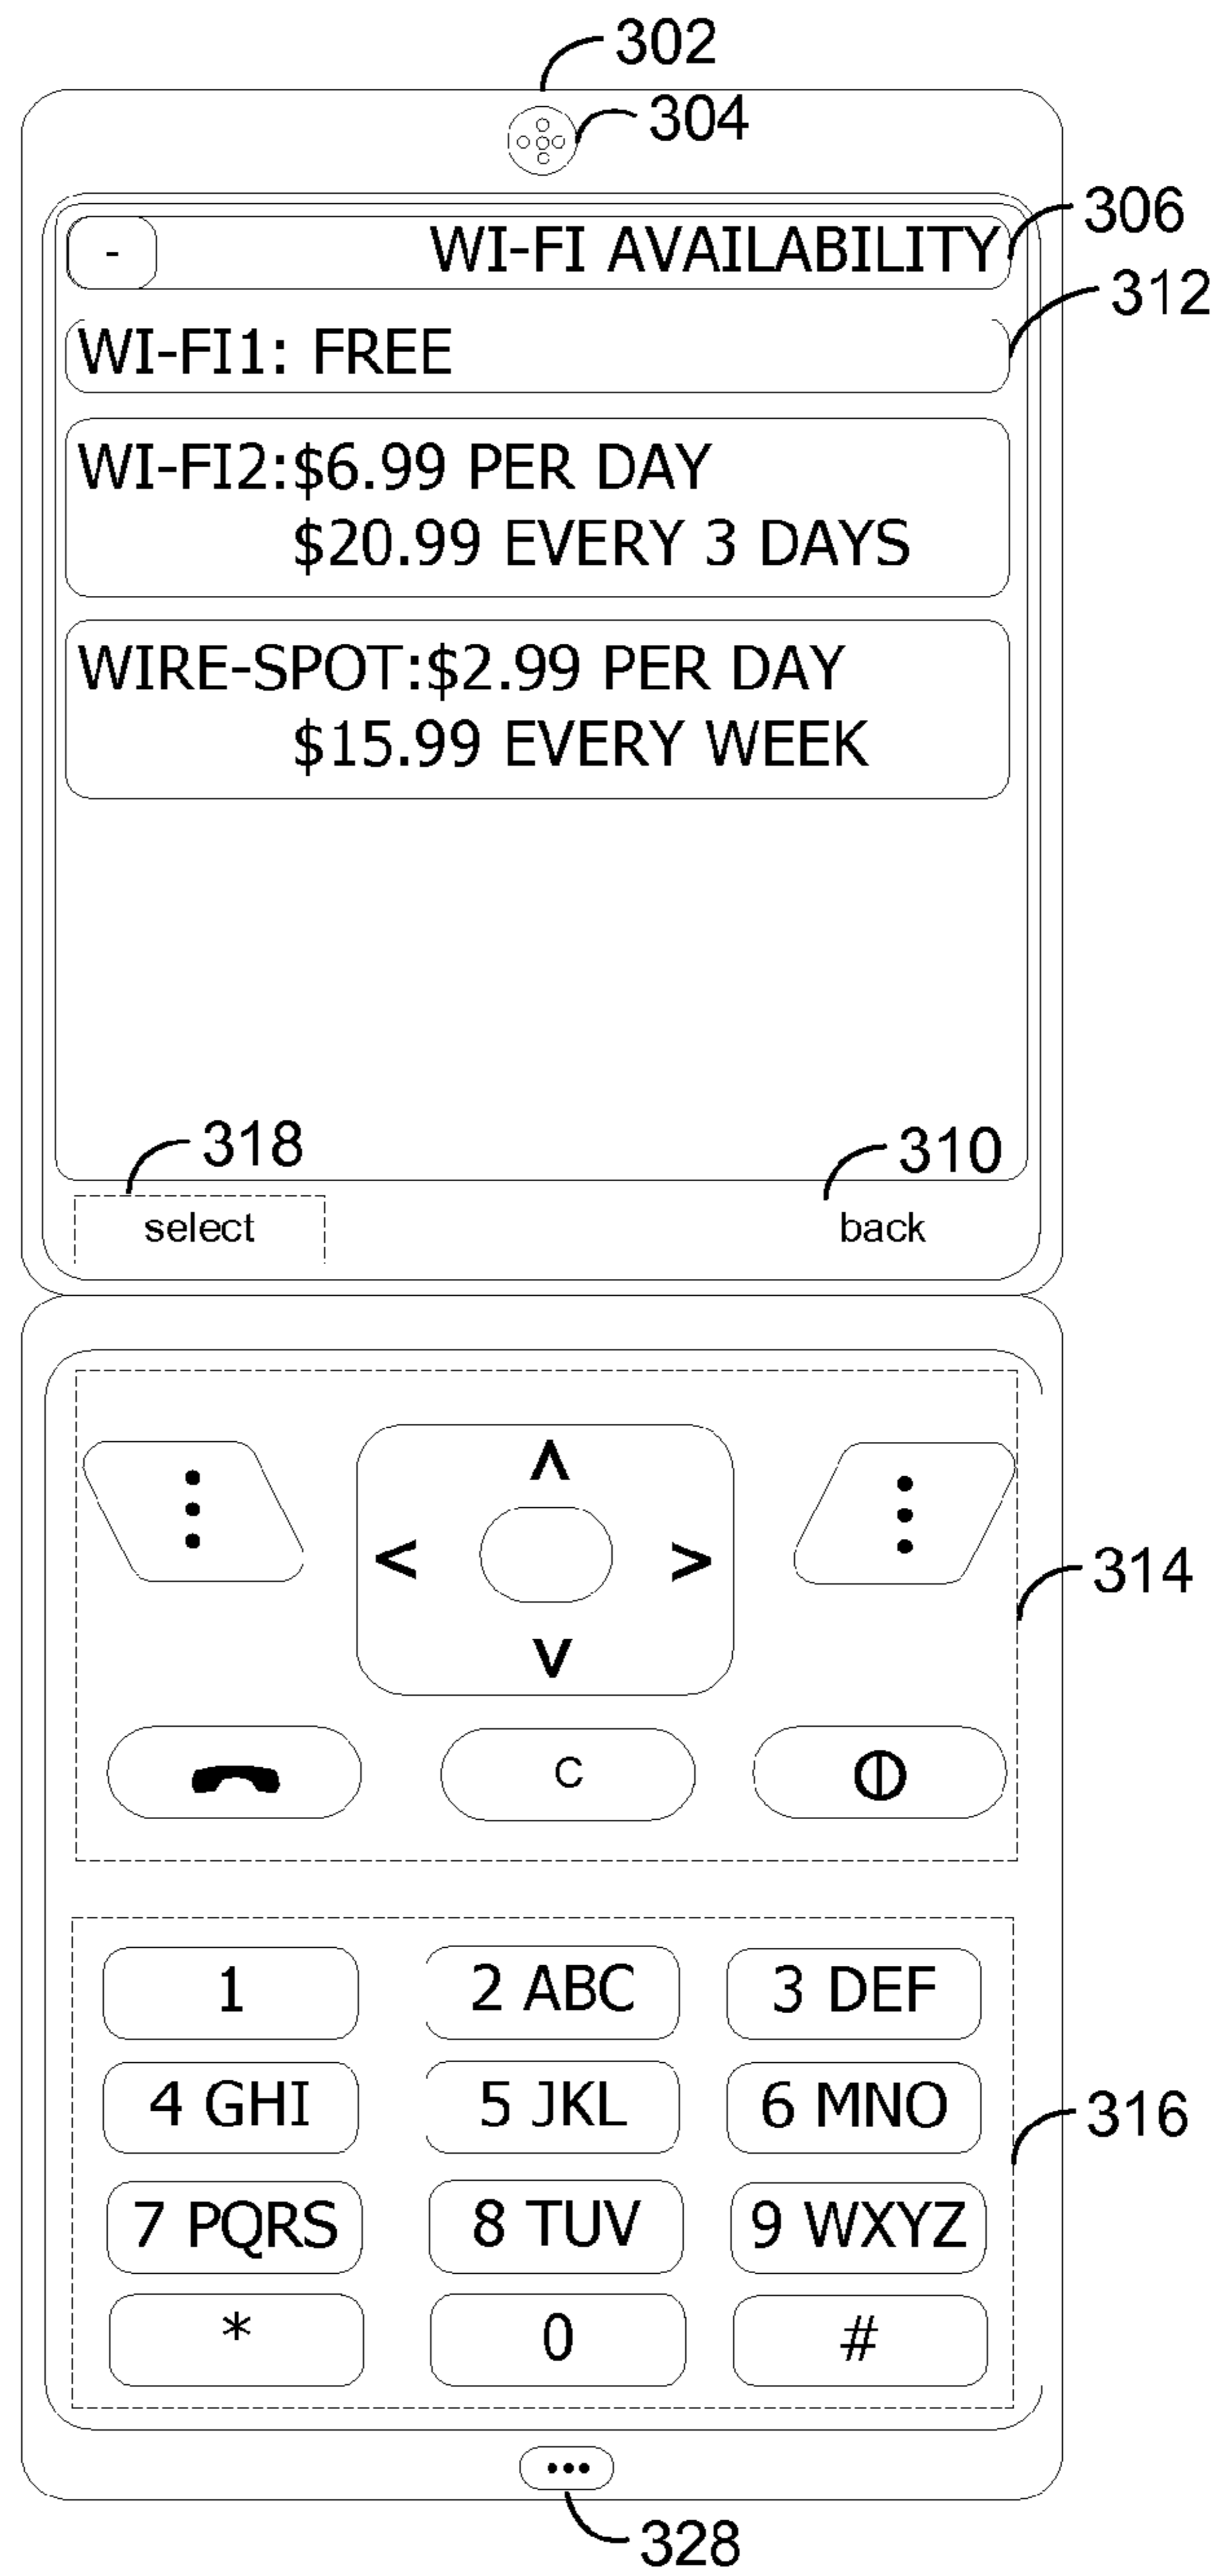 302
304
306
- WI-FI AVAILABILITY
312
WI-FI1: FREE
WI-FI2:$6.99 PER DAY
$20.99 EVERY 3 DAYS
WIRE-SPOT:$2.99 PER DAY
$15.99 EVERY WEEK
318 310
select back
Λ
< >
V
314
C
1 2 ABC 3 DEF
4 GHI 5 JKL 6 MNO
316
7 PQRS 8 TUV 9 WXYZ
* 0 #
328